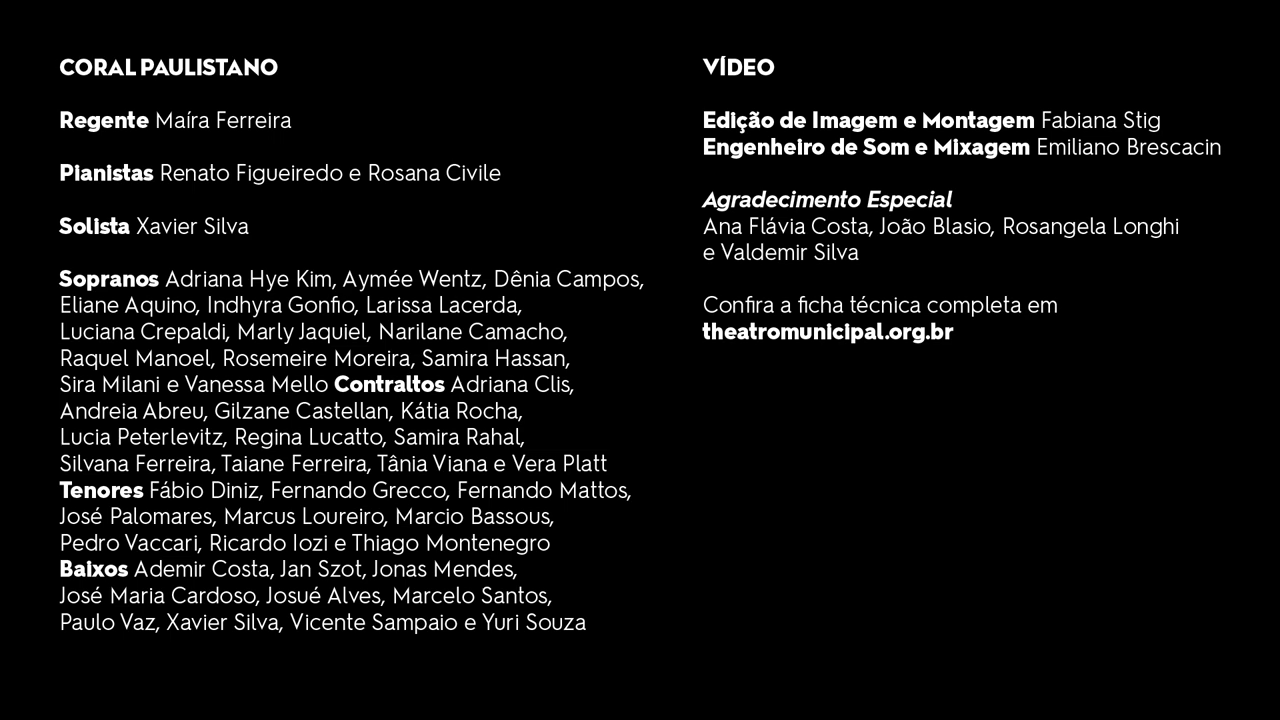 CORAL PAULISTANO
Regente Maíra Ferreira
Pianistas Renato Figueiredo e Rosana Civile
Solista Xavier Silva
Sopranos Adriana Hye Kim, Aymée Wentz, Dênia Campos,
Eliane Aquino, Indhyra Gonfio, Larissa Lacerda,
Luciana Crepaldi, Marly Jaquiel, Narilane Camacho,
Raquel Manoel, Rosemeire Moreira, Samira Hassan,
Sira Milani e Vanessa Mello Contraltos Adriana Clis,
Andreia Abreu, Gilzane Castellan, Kátia Rocha,
Lucia Peterlevitz, Regina Lucatto, Samira Rahal,
Silvana Ferreira, Taiane Ferreira, Tânia Viana e Vera Platt
Tenores Fábio Diniz, Fernando Grecco, Fernando Mattos,
José Palomares, Marcus Loureiro, Marcio Bassous,
Pedro Vaccari, Ricardo Iozi e Thiago Montenegro
Baixos Ademir Costa, Jan Szot, Jonas Mendes,
José Maria Cardoso, Josué Alves, Marcelo Santos,
Paulo Vaz, Xavier Silva, Vicente Sampaio e Yuri Souza
VÍDEO
Edição de Imagem e Montagem Fabiana Stig
Engenheiro de Som e Mixagem Emiliano Brescacin
Agradecimento Especial
Ana Flávia Costa, João Blasio, Rosangela Longhi
e Valdemir Silva
Confira a ficha técnica completa em
theatromunicipal.org.br